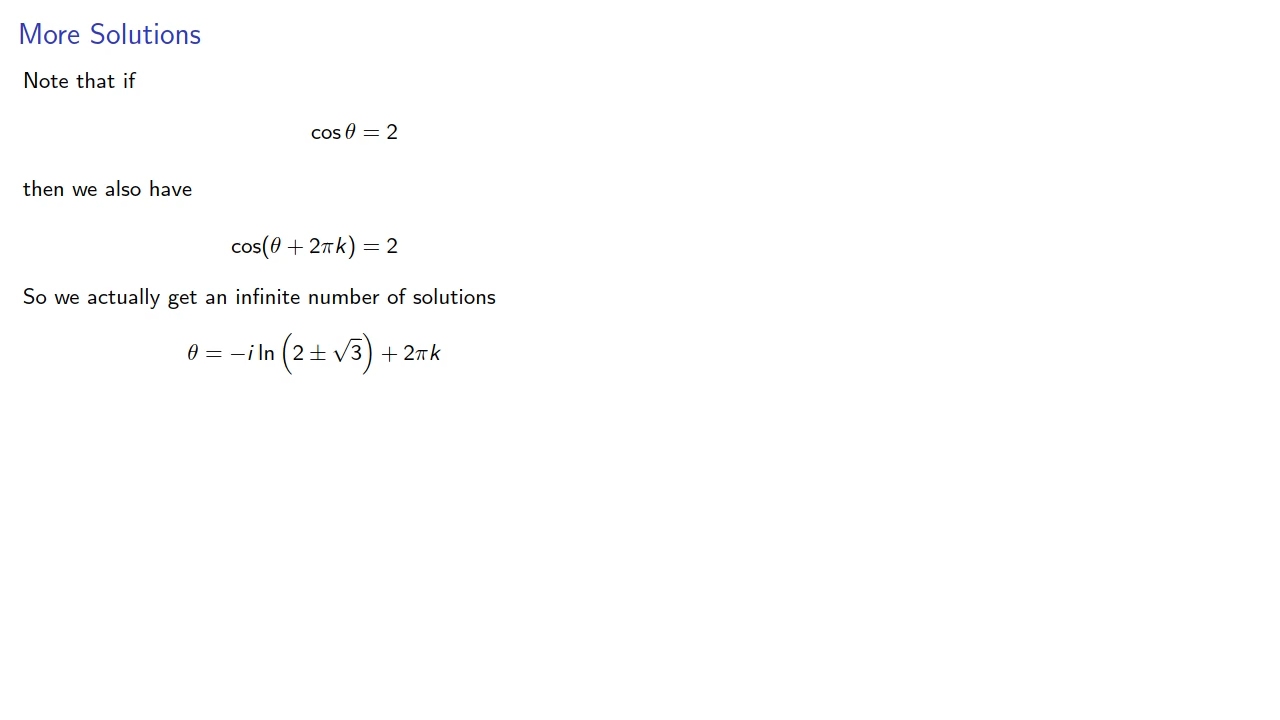 More Solutions
Note that if
cos θ = 2
then we also have
cos(θ + 2πk) = 2
So we actually get an infinite number of solutions
θ = −i ln (2 ± √3) + 2πk